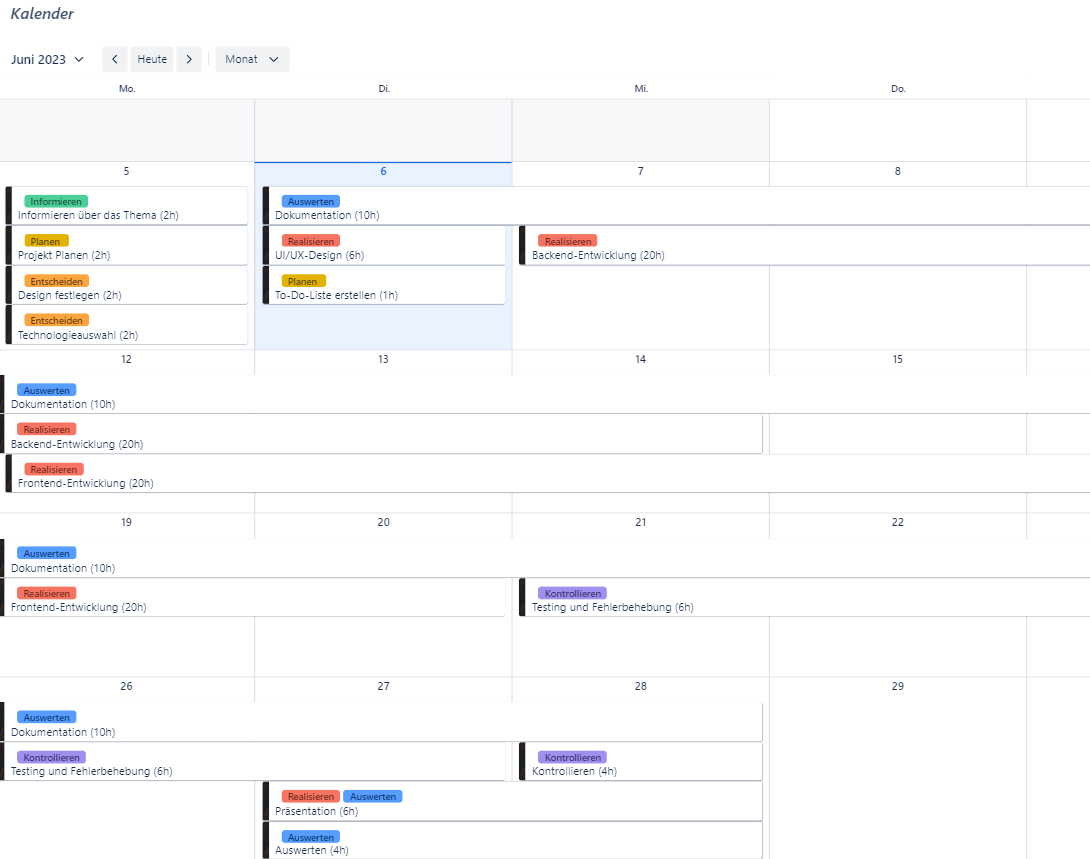 Kalender
Juni 2023 Heute Monat
Mo. Di. Mi. Do.
5 6 7 8
Informieren
Informieren über das Thema (2h)
Planen
Projekt Planen (2h)
Entscheiden
Design festlegen (2h)
Entscheiden
Technologieauswahl (2h)
Auswerten
Dokumentation (10h)
Realisieren
UI/UX-Design (6h)
Planen
To-Do-Liste erstellen (1h)
Realisieren
Backend-Entwicklung (20h)
12 13 14 15
Auswerten
Dokumentation (10h)
Realisieren
Backend-Entwicklung (20h)
Realisieren
Frontend-Entwicklung (20h)
19 20 21 22
Auswerten
Dokumentation (10h)
Realisieren
Frontend-Entwicklung (20h)
Kontrollieren
Testing und Fehlerbehebung (6h)
26 27 28 29
Auswerten
Dokumentation (10h)
Kontrollieren
Testing und Fehlerbehebung (6h)
Kontrollieren
Kontrollieren (4h)
Realisieren Auswerten
Präsentation (6h)
Auswerten
Auswerten (4h)